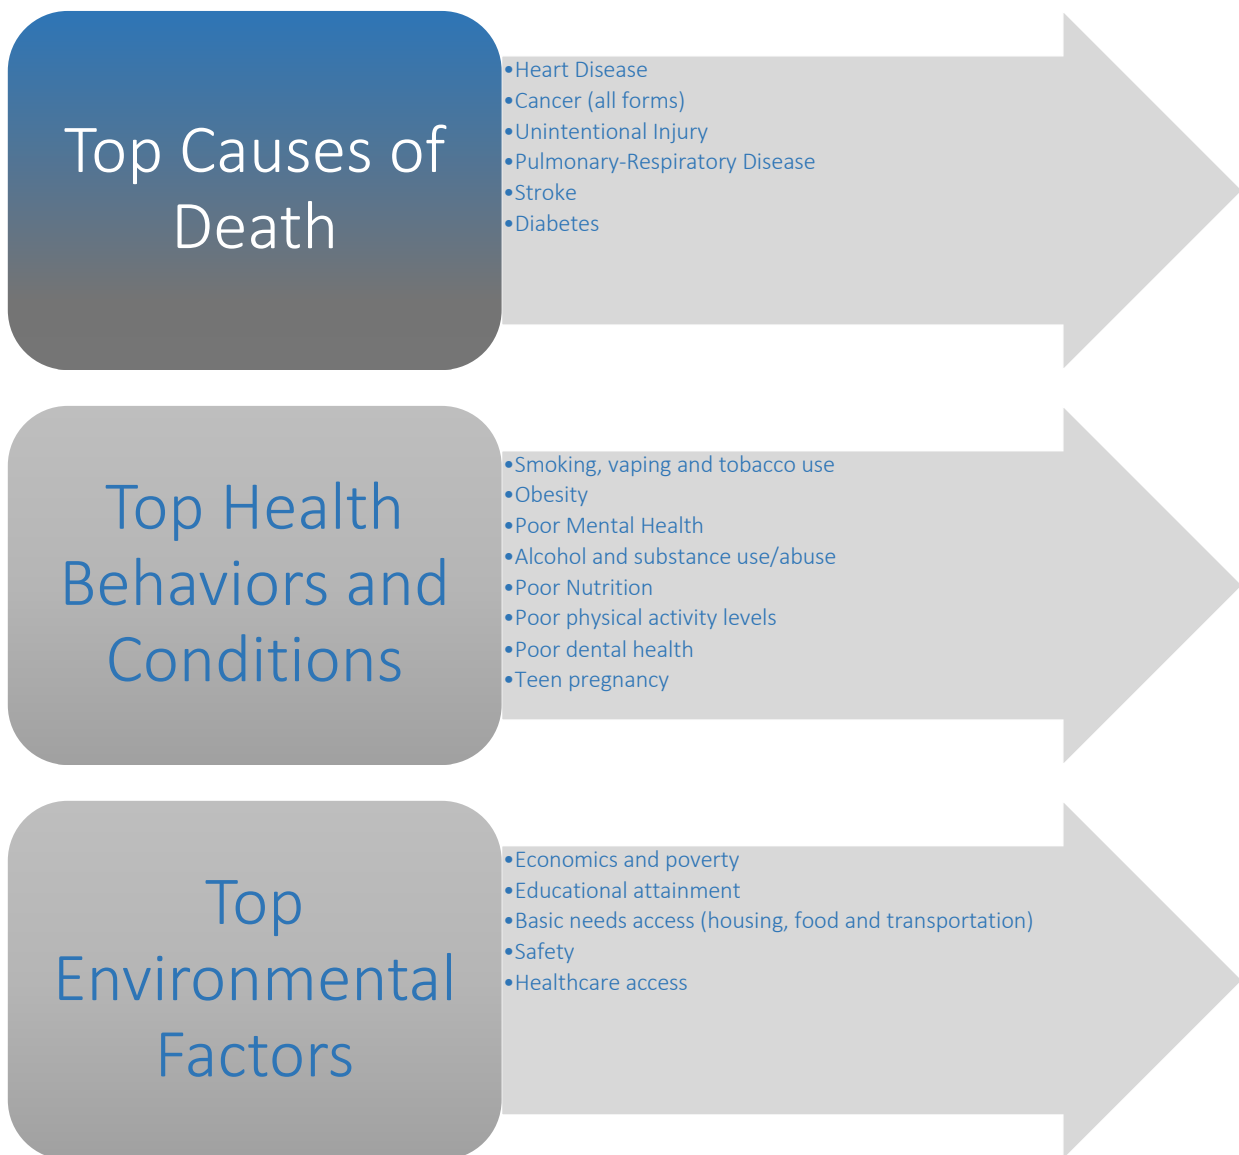 Top Causes of
Death
•Heart Disease
•Cancer (all forms)
•Unintentional Injury
•Pulmonary-Respiratory Disease
•Stroke
•Diabetes
Top Health
Behaviors and
Conditions
•Smoking, vaping and tobacco use
•Obesity
•Poor Mental Health
•Alcohol and substance use/abuse
•Poor Nutrition
•Poor physical activity levels
•Poor dental health
•Teen pregnancy
Top
Environmental
Factors
•Economics and poverty
•Educational attainment
•Basic needs access (housing, food and transportation)
•Safety
•Healthcare access